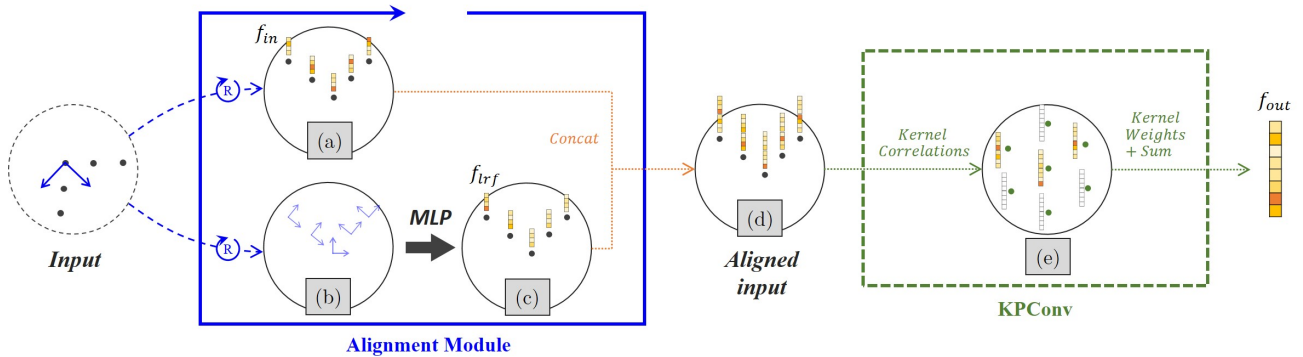 f_in
R
(a)
Concat
Input
R
(b)
MLP
f_lrf
(c)
Alignment Module
(d)
Aligned
input
Kernel
Correlations
(e)
Kernel
Weights
+ Sum
KPConv
f_out